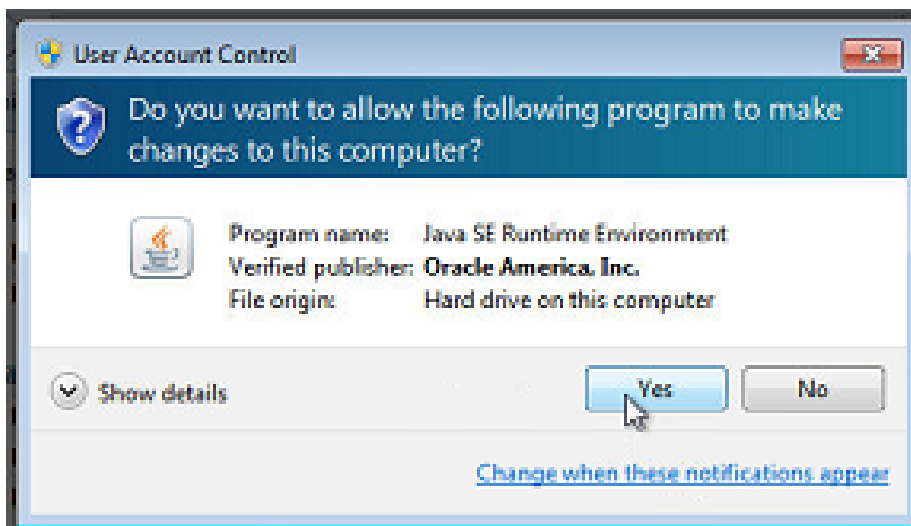 User Account Control
Do you want to allow the following program to make
changes to this computer?
Program name: Java SE Runtime Environment
Verified publisher: Oracle America, Inc.
File origin: Hard drive on this computer
Show details
Yes
No
Change when these notifications appear